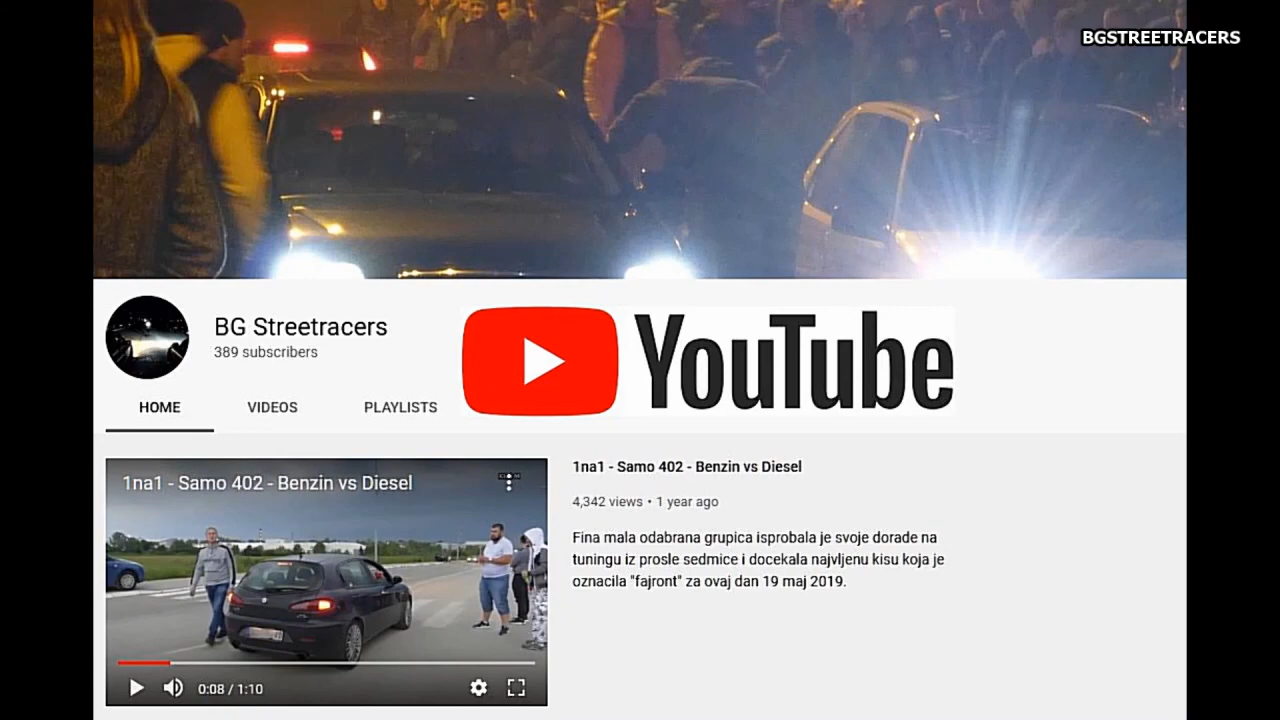 BGSTREETRACERS
BG Streetracers
389 subscribers
YouTube
HOME VIDEOS PLAYLISTS
1na1 - Samo 402 - Benzin vs Diesel
1na1 - Samo 402 - Benzin vs Diesel
4,342 views • 1 year ago
Fina mala odabrana grupica isprobala je svoje dorade na
tuningu iz prosle sedmice i docekala najvljenu kisu koja je
oznacila "fajront" za ovaj dan 19 maj 2019.
0:08 / 1:10